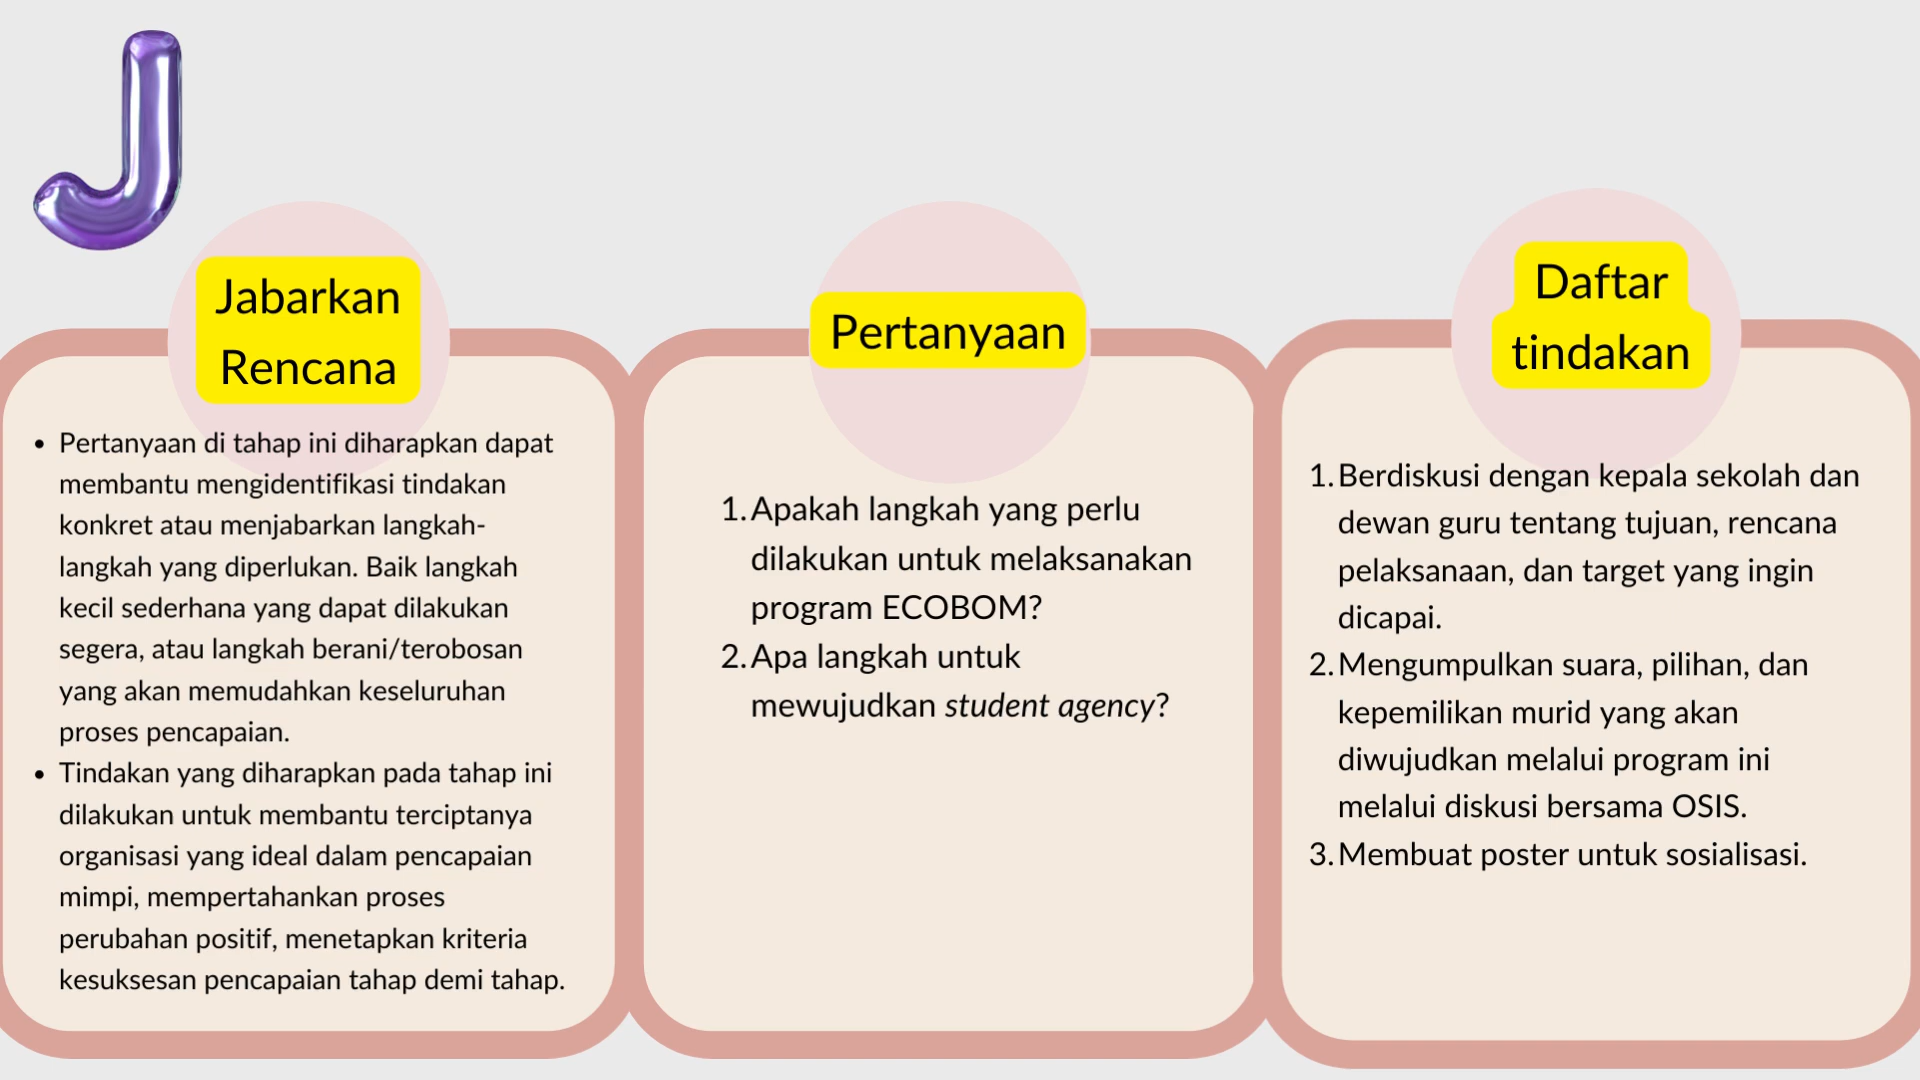 J
Jabarkan
Rencana
• Pertanyaan di tahap ini diharapkan dapat
membantu mengidentifikasi tindakan
konkret atau menjabarkan langkah-
langkah yang diperlukan. Baik langkah
kecil sederhana yang dapat dilakukan
segera, atau langkah berani/terobosan
yang akan memudahkan keseluruhan
proses pencapaian.
• Tindakan yang diharapkan pada tahap ini
dilakukan untuk membantu terciptanya
organisasi yang ideal dalam pencapaian
mimpi, mempertahankan proses
perubahan positif, menetapkan kriteria
kesuksesan pencapaian tahap demi tahap.
Pertanyaan
1. Apakah langkah yang perlu
dilakukan untuk melaksanakan
program ECOBOM?
2. Apa langkah untuk
mewujudkan student agency?
Daftar
tindakan
1. Berdiskusi dengan kepala sekolah dan
dewan guru tentang tujuan, rencana
pelaksanaan, dan target yang ingin
dicapai.
2. Mengumpulkan suara, pilihan, dan
kepemilikan murid yang akan
diwujudkan melalui program ini
melalui diskusi bersama OSIS.
3. Membuat poster untuk sosialisasi.